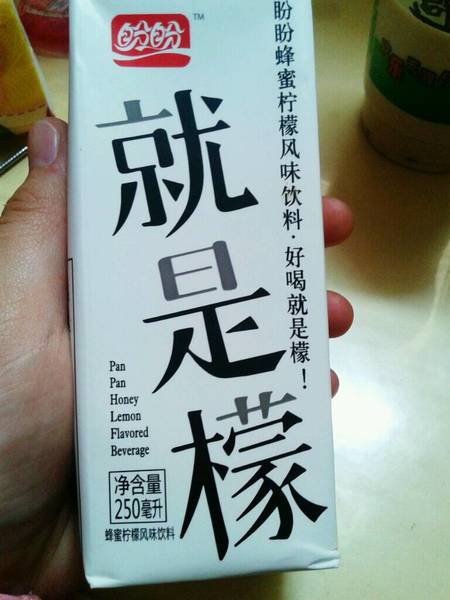 盼盼
TM
盼盼蜂蜜柠檬风味饮料·好喝就是檬！
就是檬
Pan
Pan
Honey
Lemon
Flavored
Beverage
净含量
250毫升
蜂蜜柠檬风味饮料